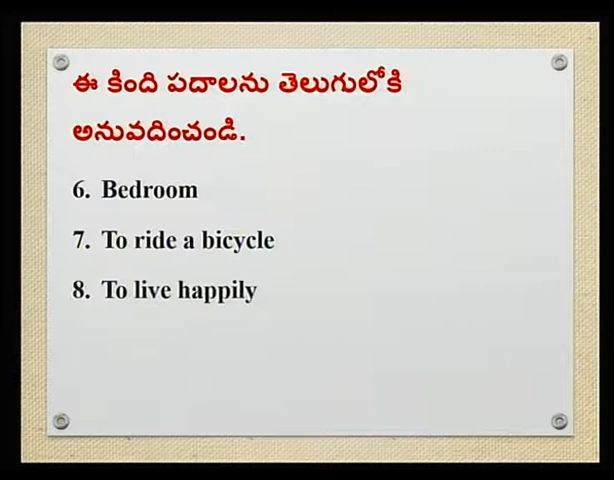 ఈ కింది పదాలను తెలుగులోకి
అనువదించండి.
6. Bedroom
7. To ride a bicycle
8. To live happily